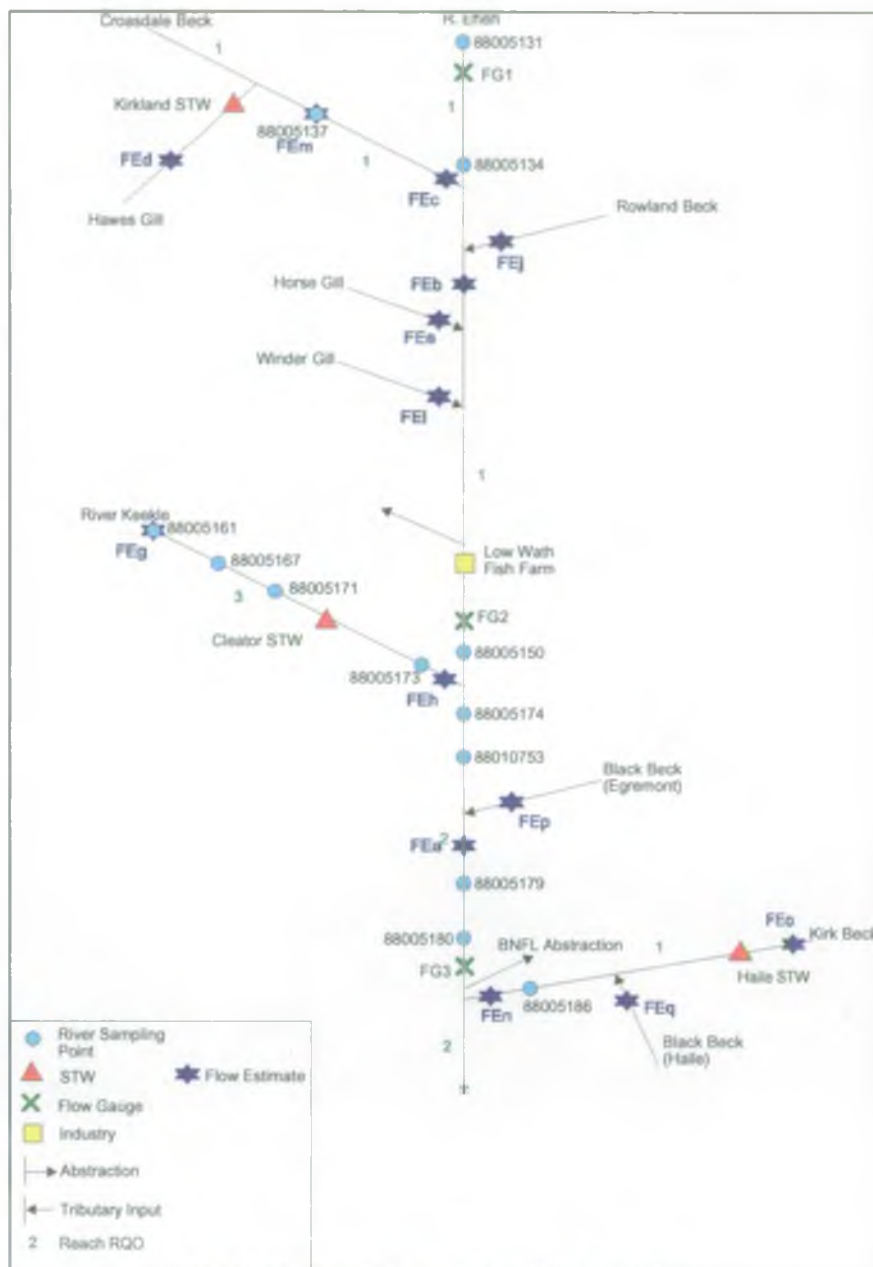 Croasdale Beck
R. Ehen
88005131
1
FG1
Kirkland STW
1
88005137
FEm
88005134
FEd
1
FEc
Hawes Gill
Rowland Beck
FEj
Horse Gill
FEb
FEe
Winder Gill
FEl
1
River Keekle
88005161
FEg
88005167
Low Wath
Fish Farm
88005171
3
Cleator STW
FG2
88005150
88005173
FEh
88005174
88010753
Black Beck
(Egremont)
FEp
FEa
2
88005179
FEo
88005180
BNFL Abstraction
1
Kirk Beck
FG3
Haile STW
FEn
88005186
FEq
2
Black Beck
(Haile)
River Sampling
Point
STW
Flow Estimate
Flow Gauge
Industry
Abstraction
Tributary Input
2 Reach RQO